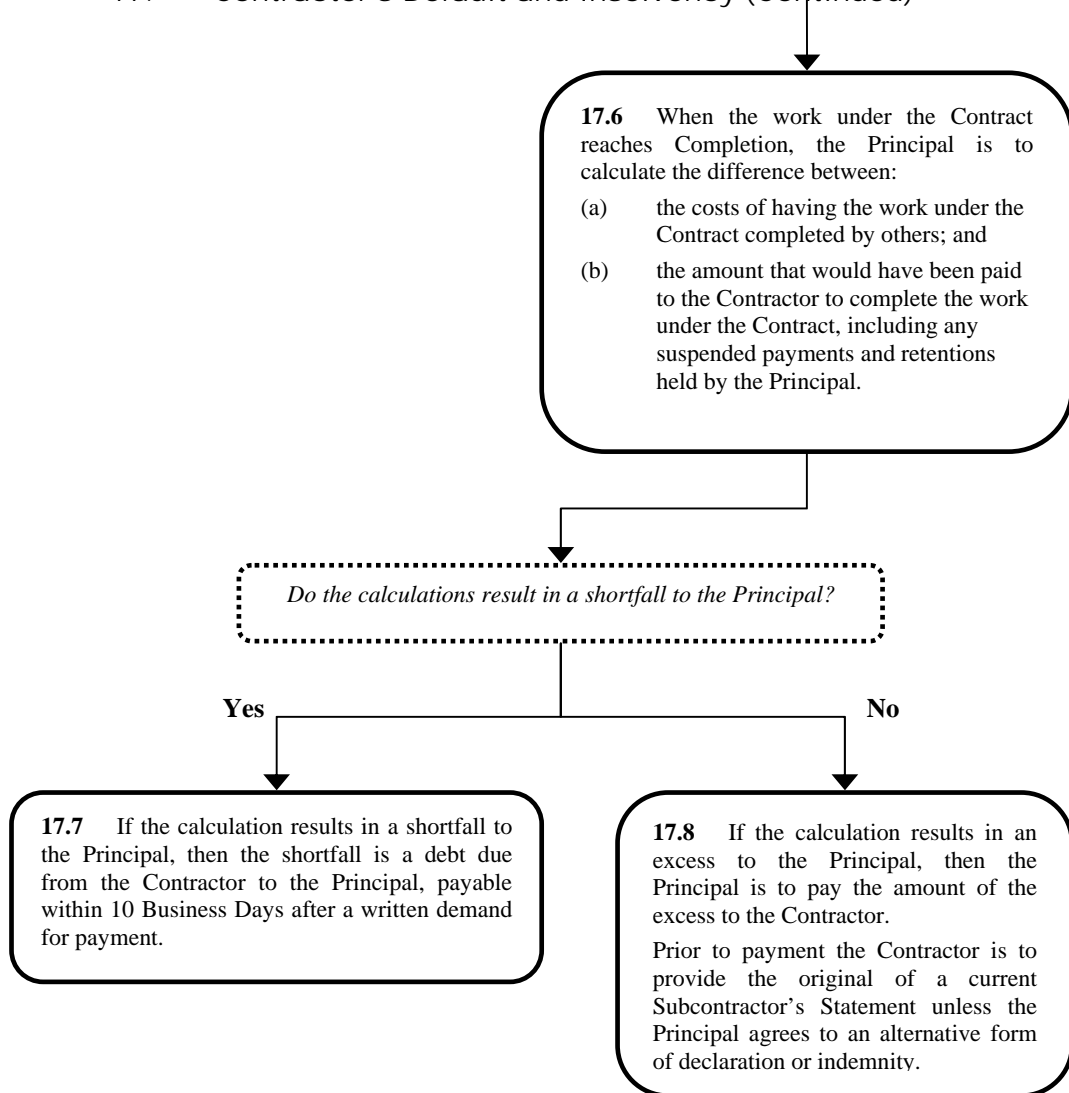 Contractor's Default and Insolvency (continued)
17.6 When the work under the Contract
reaches Completion, the Principal is to
calculate the difference between:
(a) the costs of having the work under the
Contract completed by others; and
(b) the amount that would have been paid
to the Contractor to complete the work
under the Contract, including any
suspended payments and retentions
held by the Principal.
Do the calculations result in a shortfall to the Principal?
Yes
No
17.7 If the calculation results in a shortfall to
the Principal, then the shortfall is a debt due
from the Contractor to the Principal, payable
within 10 Business Days after a written demand
for payment.
17.8 If the calculation results in an
excess to the Principal, then the
Principal is to pay the amount of the
excess to the Contractor.
Prior to payment the Contractor is to
provide the original of a current
Subcontractor's Statement unless the
Principal agrees to an alternative form
of declaration or indemnity.